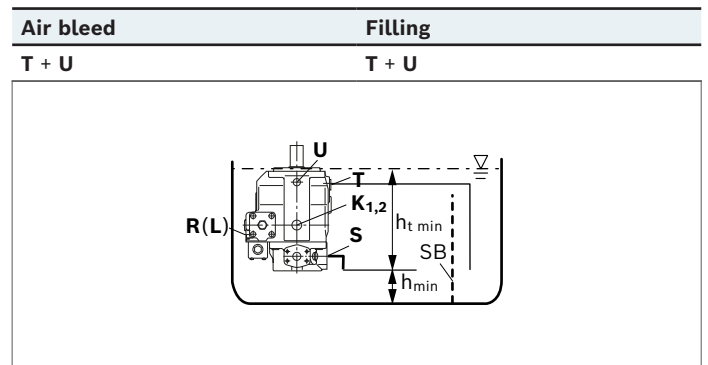 Air bleed Filling
T + U T + U
U
T
K1,2
R(L)
S
ht min
SB
hmin